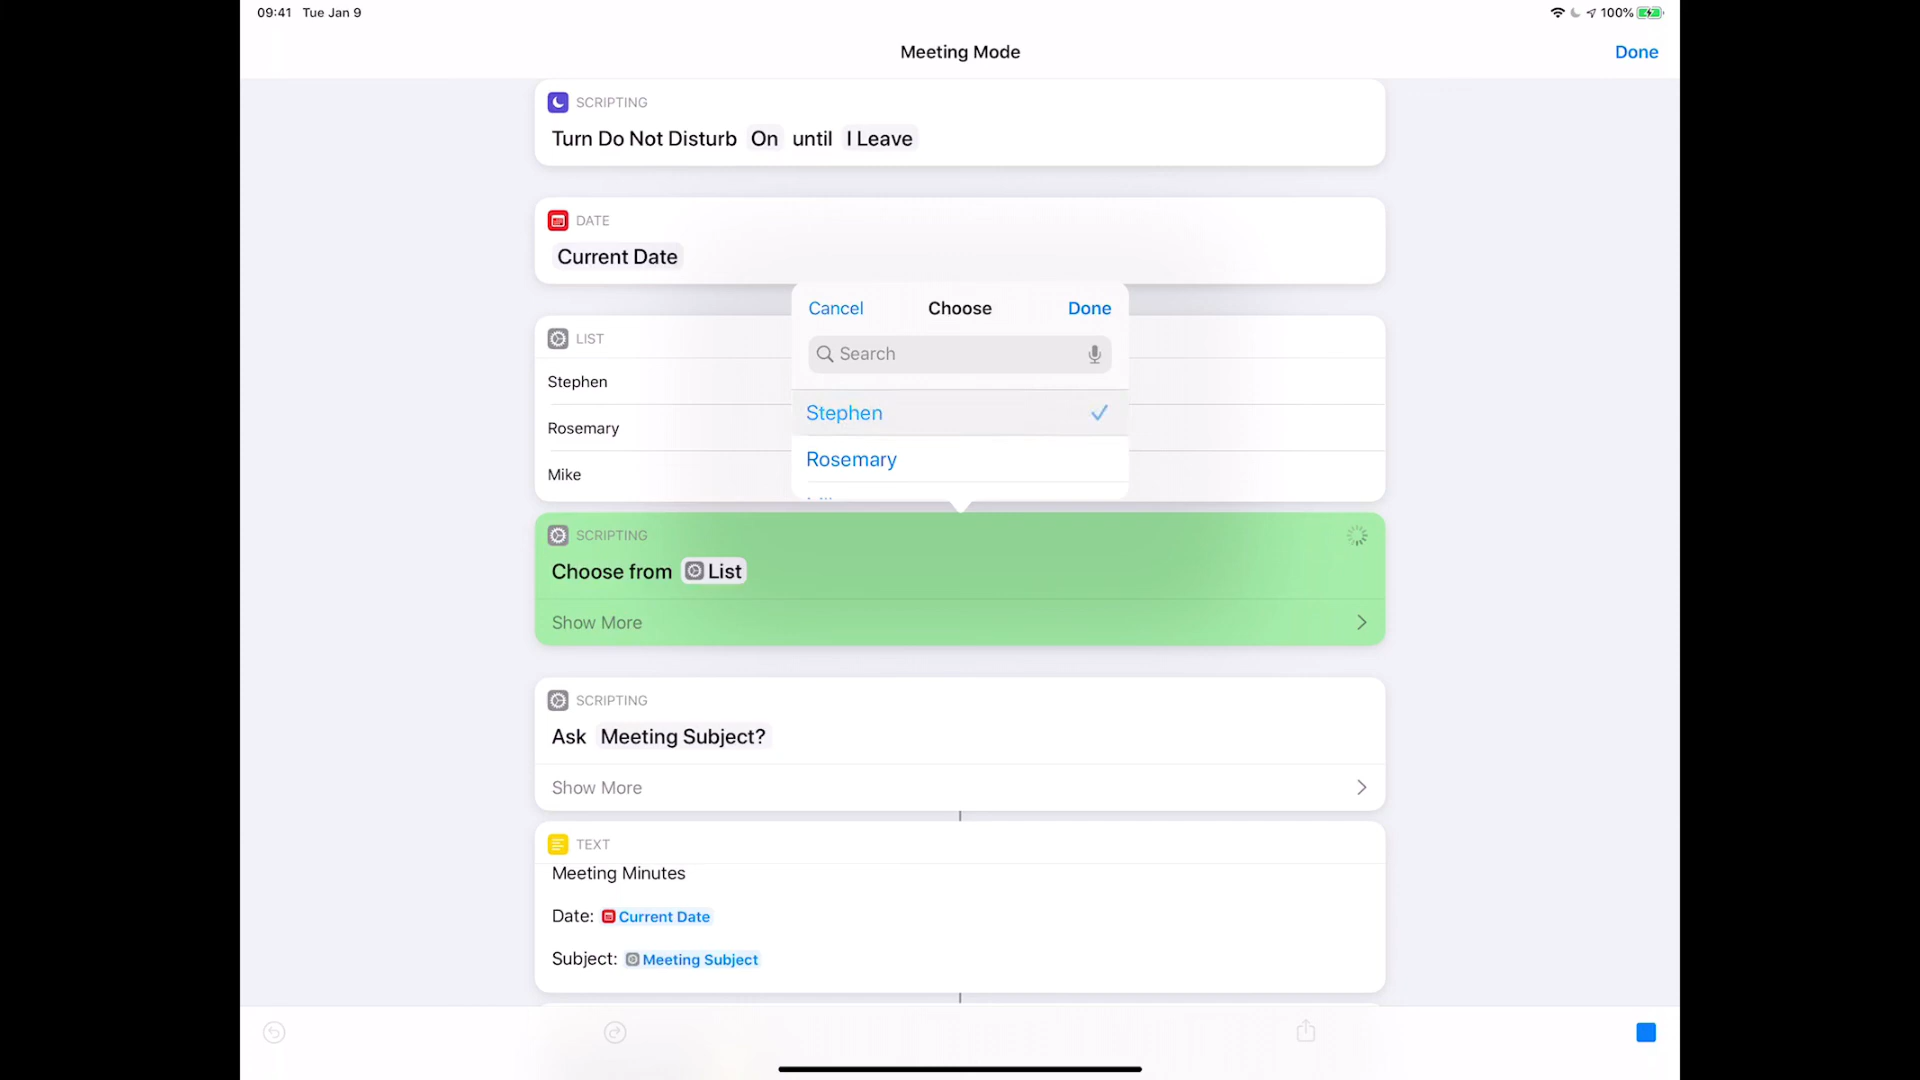 09:41 Tue Jan 9
100%
Meeting Mode
Done
SCRIPTING
Turn Do Not Disturb On until I Leave
DATE
Current Date
Cancel Choose Done
Search
Stephen
Rosemary
LIST
Stephen
Rosemary
Mike
SCRIPTING
Choose from List
Show More
SCRIPTING
Ask Meeting Subject?
Show More
TEXT
Meeting Minutes
Date: Current Date
Subject: Meeting Subject